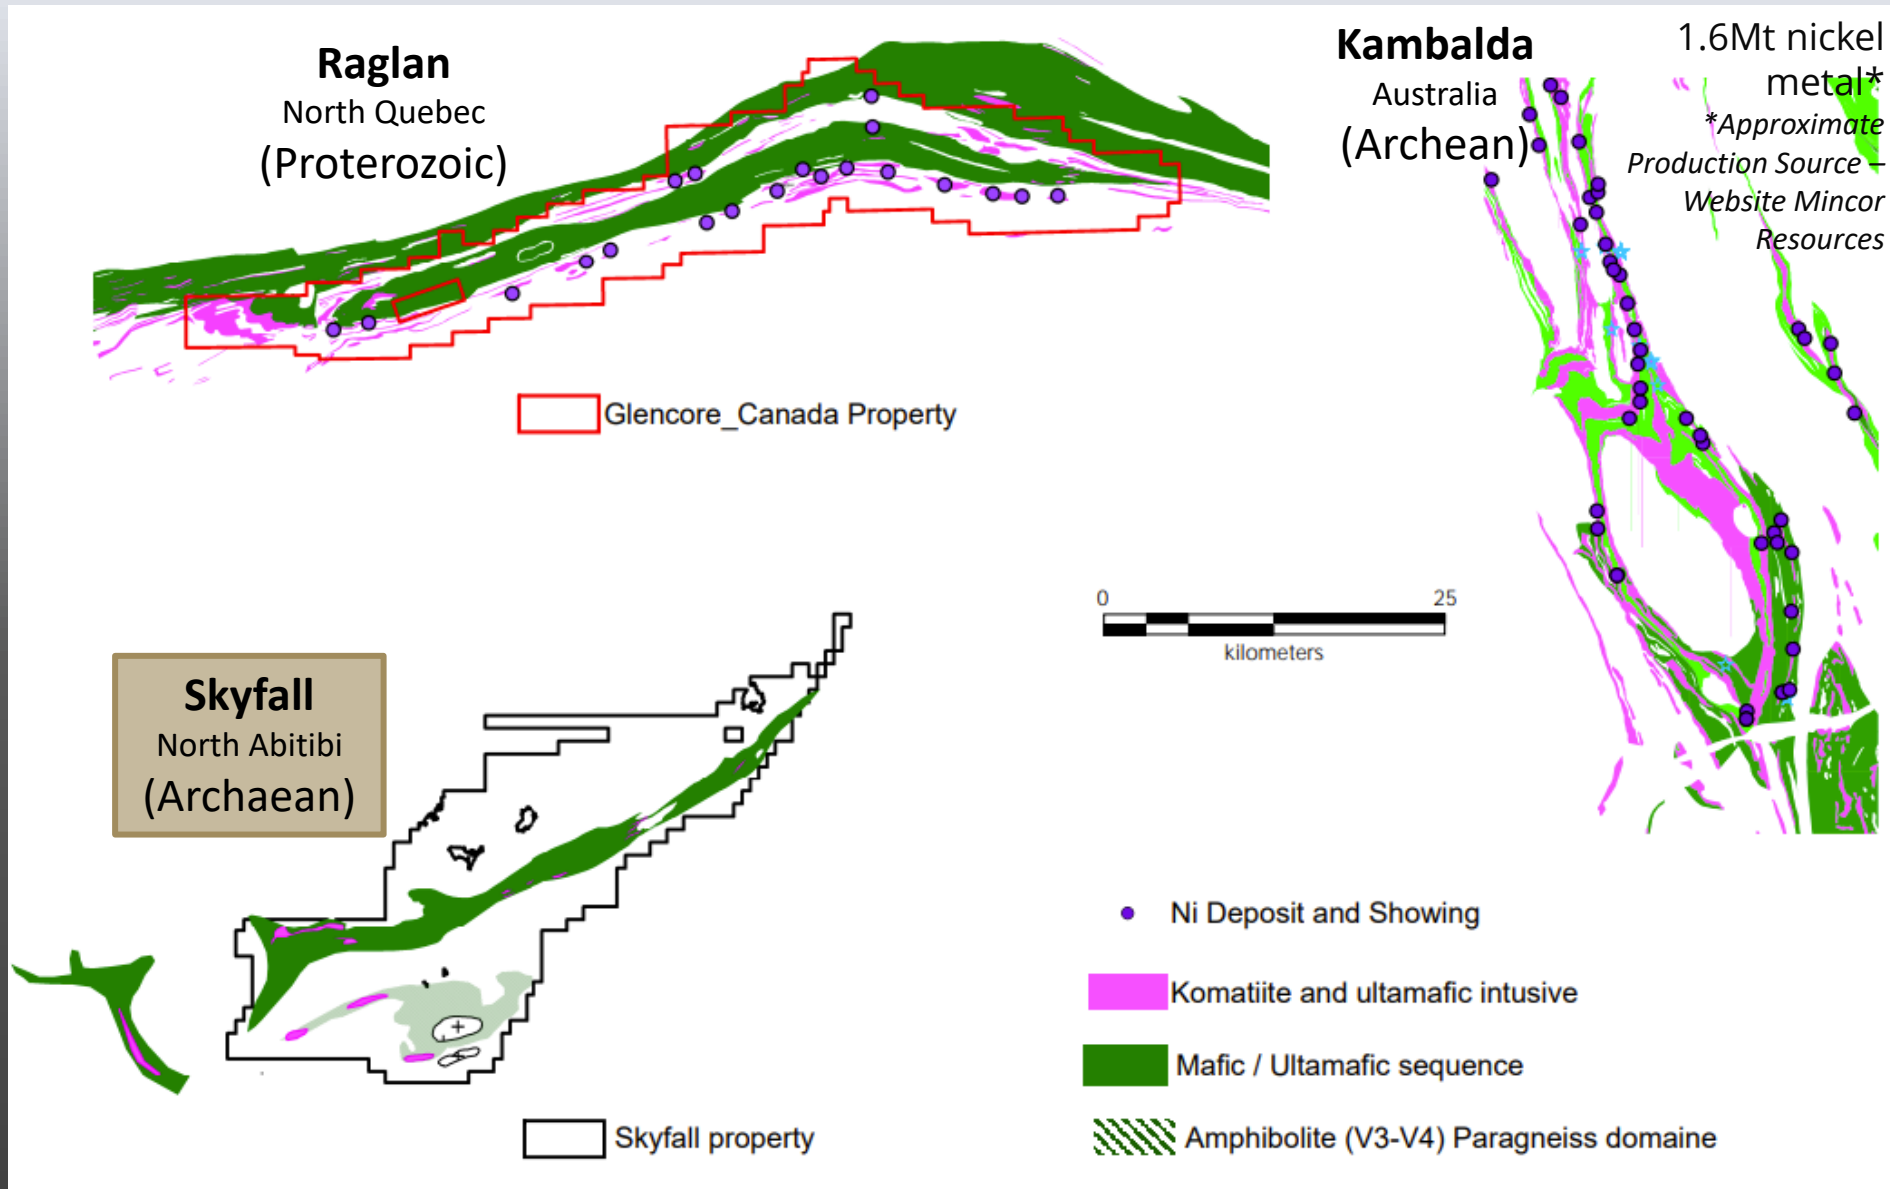 Raglan
North Quebec
(Proterozoic)
Kambalda
Australia
(Archean)
1.6Mt nickel
metal*
*Approximate
Production Source –
Website Mincor
Resources
Glencore_Canada Property
0 25
kilometers
Skyfall
North Abitibi
(Archaean)
Skyfall property
Ni Deposit and Showing
Komatiite and ultamafic intusive
Mafic / Ultamafic sequence
Amphibolite (V3-V4) Paragneiss domaine